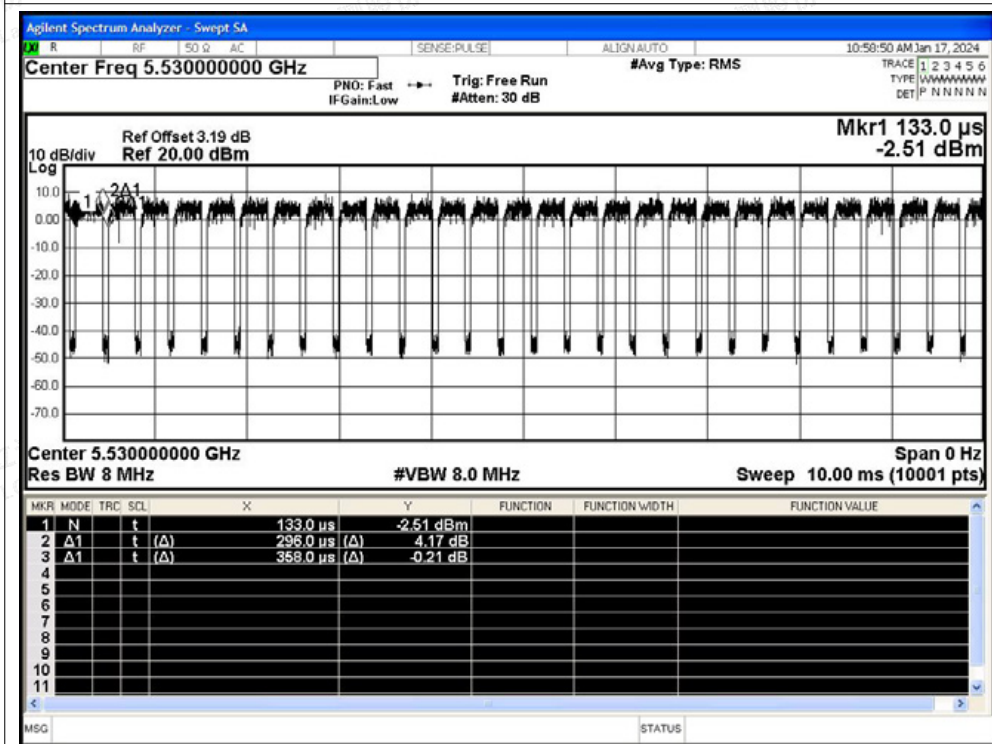 Agilent Spectrum Analyzer - Swept SA
R RF 50 Ω AC SENSE:PULSE ALIGN AUTO 10:58:50 AM Jan 17, 2024
Center Freq 5.530000000 GHz #Avg Type: RMS TRACE 1 2 3 4 5 6
PNO: Fast Trig: Free Run TYPE WWWWWWW
IFGain:Low #Atten: 30 dB DET P N N N N N
Mkr1 133.0 µs
Ref Offset 3.19 dB
10 dB/div Ref 20.00 dBm -2.51 dBm
Log
10.0
0.00
-10.0
-20.0
-30.0
-40.0
-50.0
-60.0
-70.0
1 2Δ1
Center 5.530000000 GHz Span 0 Hz
Res BW 8 MHz #VBW 8.0 MHz Sweep 10.00 ms (10001 pts)
MKR MODE TRC SCL X Y FUNCTION FUNCTION WIDTH FUNCTION VALUE
1 N t 133.0 µs -2.51 dBm
2 Δ1 t (Δ) 296.0 µs (Δ) 4.17 dB
3 Δ1 t (Δ) 358.0 µs (Δ) -0.21 dB
4
5
6
7
8
9
10
11
MSG STATUS